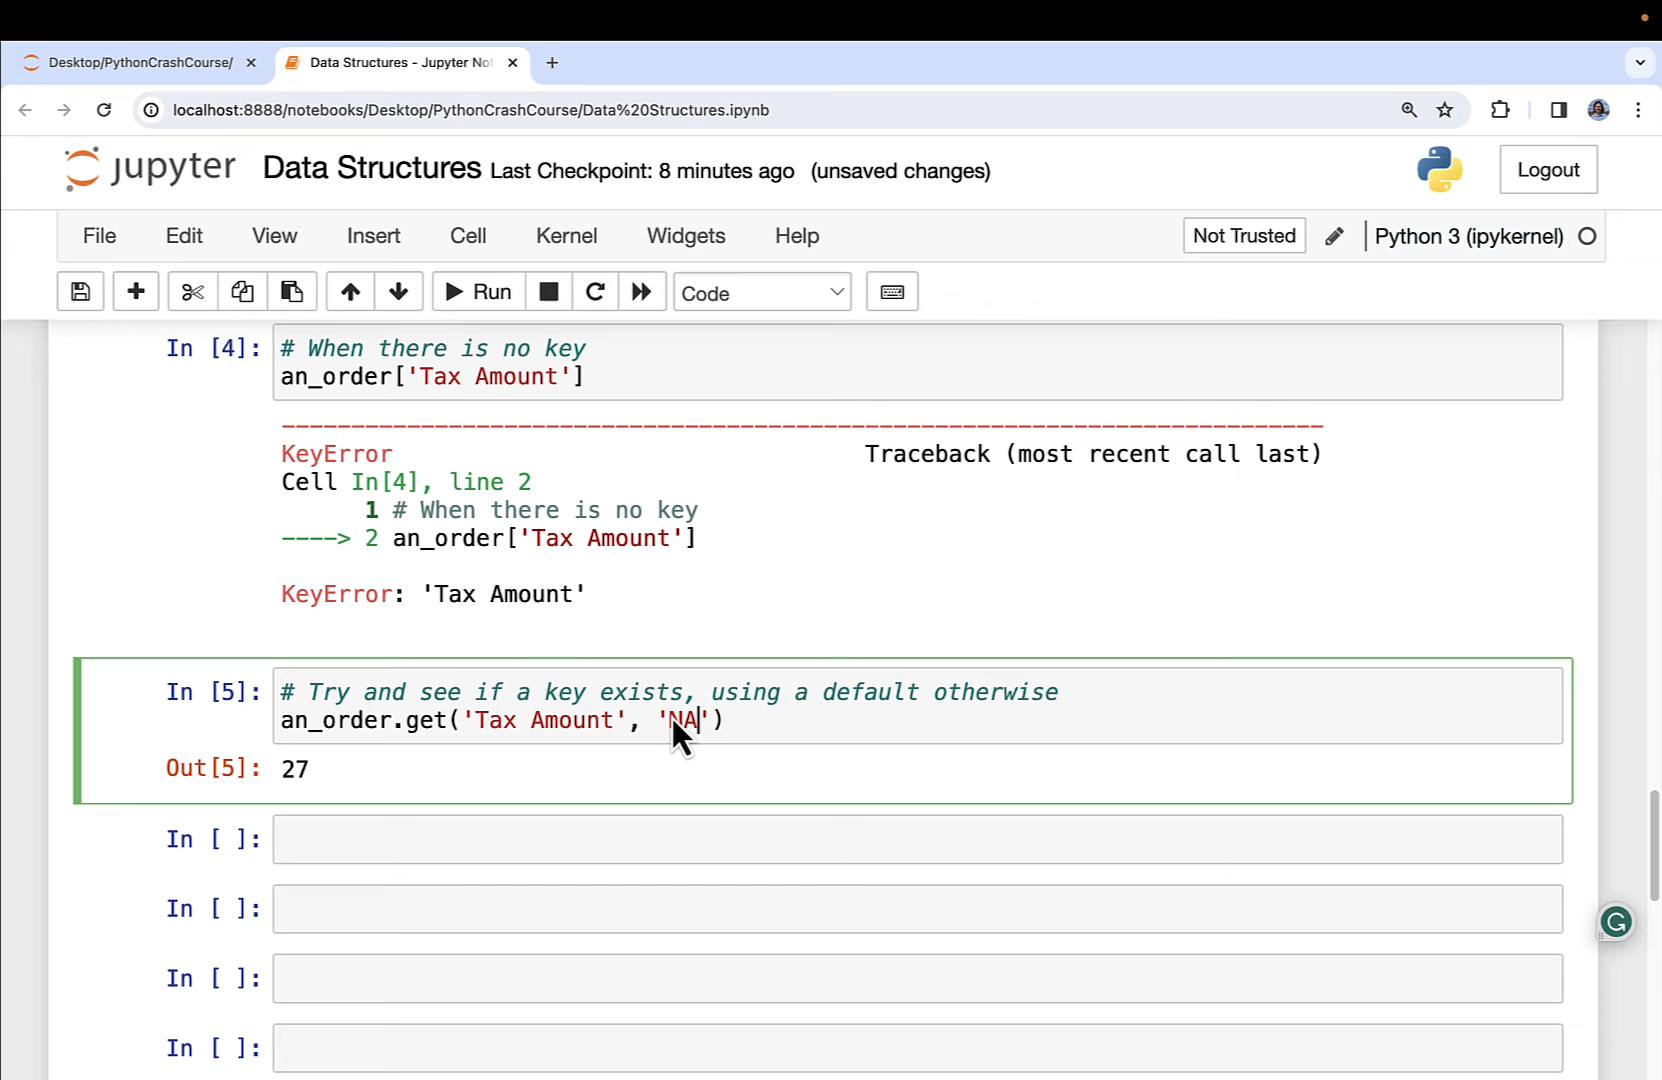 Desktop/PythonCrashCourse/
Data Structures - Jupyter Not
localhost:8888/notebooks/Desktop/PythonCrashCourse/Data%20Structures.ipynb
jupyter Data Structures Last Checkpoint: 8 minutes ago (unsaved changes)
Logout
File Edit View Insert Cell Kernel Widgets Help
Not Trusted
Python 3 (ipykernel)
Run
Code
In [4]: # When there is no key
an_order['Tax Amount']
---------------------------------------------------------------------------
KeyError Traceback (most recent call last)
Cell In[4], line 2
1 # When there is no key
----> 2 an_order['Tax Amount']
KeyError: 'Tax Amount'
In [5]: # Try and see if a key exists, using a default otherwise
an_order.get('Tax Amount', 'NA')
Out[5]: 27
In [ ]:
In [ ]:
In [ ]:
In [ ]: